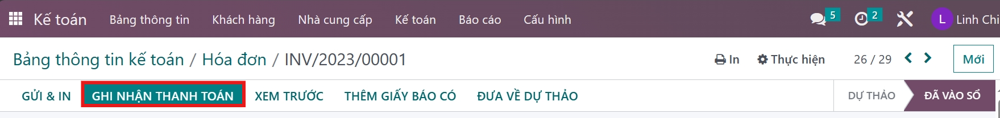 Kế toán Bảng thông tin Khách hàng Nhà cung cấp Kế toán Báo cáo Cấu hình 5 2 L Linh Chi
Bảng thông tin kế toán / Hóa đơn / INV/2023/00001 In Thực hiện 26 / 29 Mới
GỬI & IN GHI NHẬN THANH TOÁN XEM TRƯỚC THÊM GIẤY BÁO CÓ ĐƯA VỀ DỰ THẢO DỰ THẢO ĐÃ VÀO SỔ